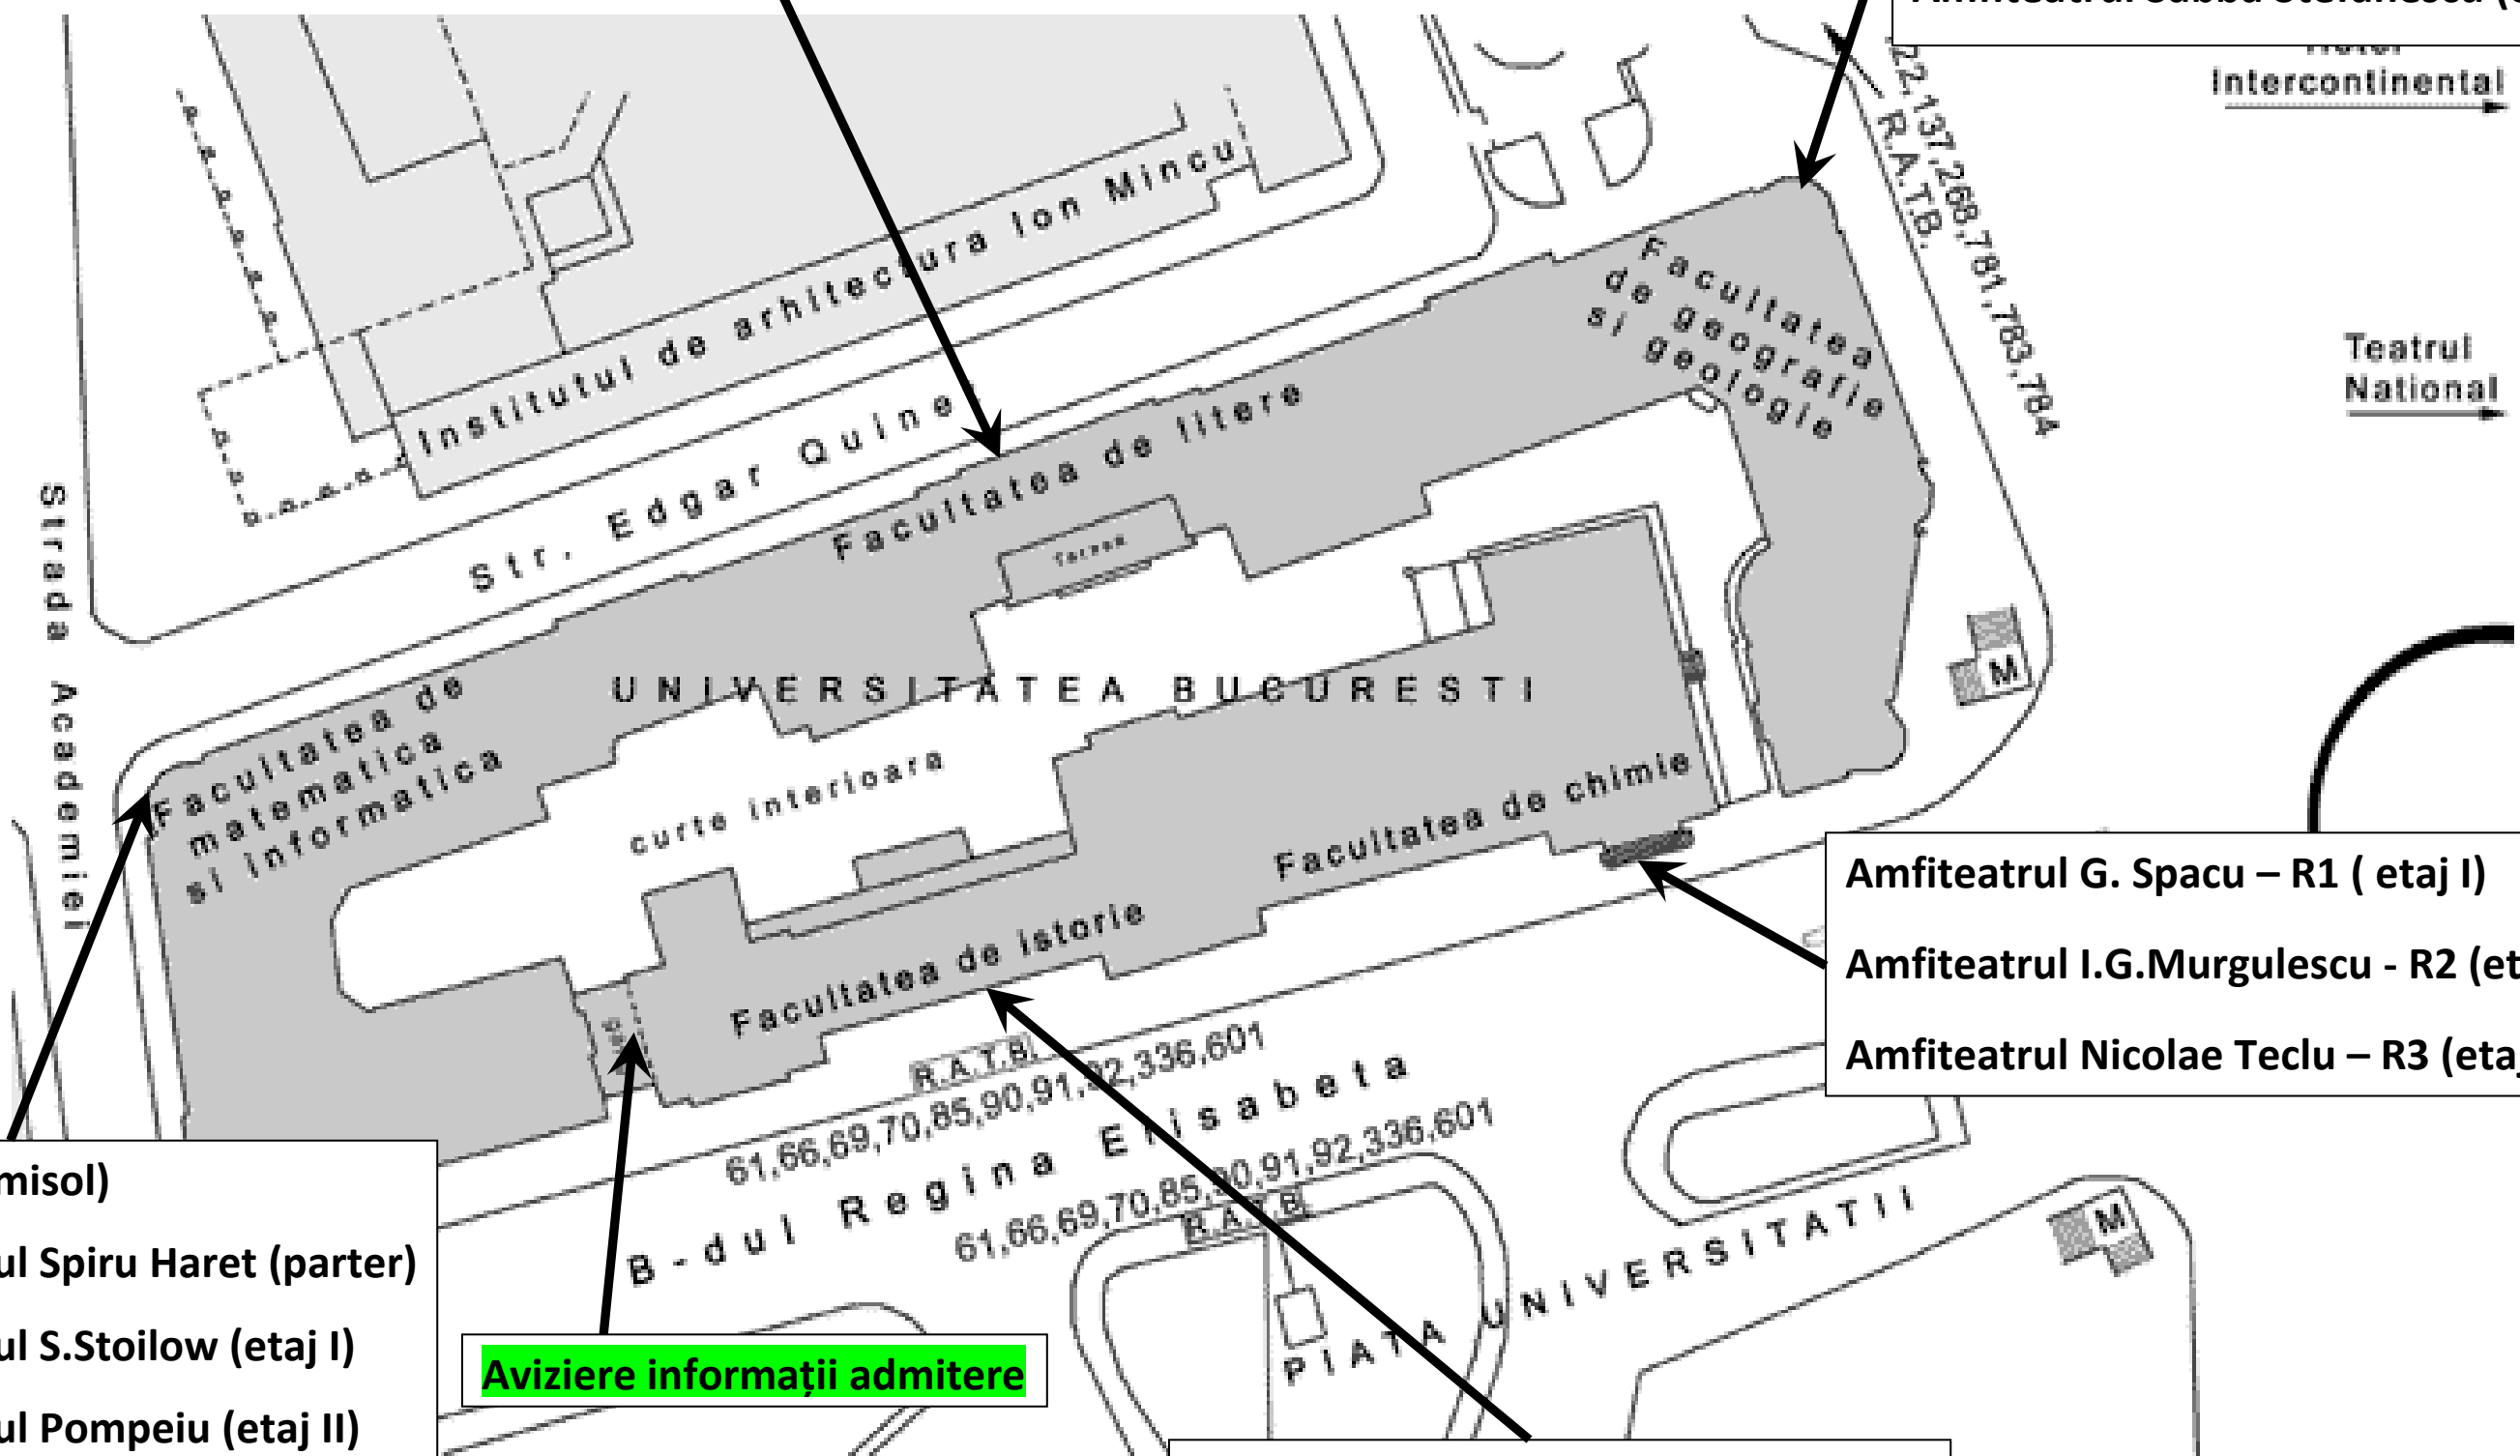 Intercontinental
22,137,268,781,783,784
R.A.T.B.
Institutul de arhitectura Ion Mincu
Facultatea
de geografie
si geologie
Teatrul
National
Str. Edgar Quine
Facultatea de litere
Strada Academiei
UNIVERSITATEA BUCURESTI
Facultatea de
matematica
si informatica
curte interioara
Facultatea de chimie
M
Amfiteatrul G. Spacu – R1 ( etaj I)
Amfiteatrul I.G.Murgulescu - R2 (et
Amfiteatrul Nicolae Teclu – R3 (etaj
Facultatea de istorie
R.A.T.B.
61,66,69,70,85,90,91,92,336,601
B-dul Regina Elisabeta
61,66,69,70,85,90,91,92,336,601
R.A.T.B.
PIATA UNIVERSITATII
M
misol)
ul Spiru Haret (parter)
ul S.Stoilow (etaj I)
ul Pompeiu (etaj II)
Aviziere informații admitere